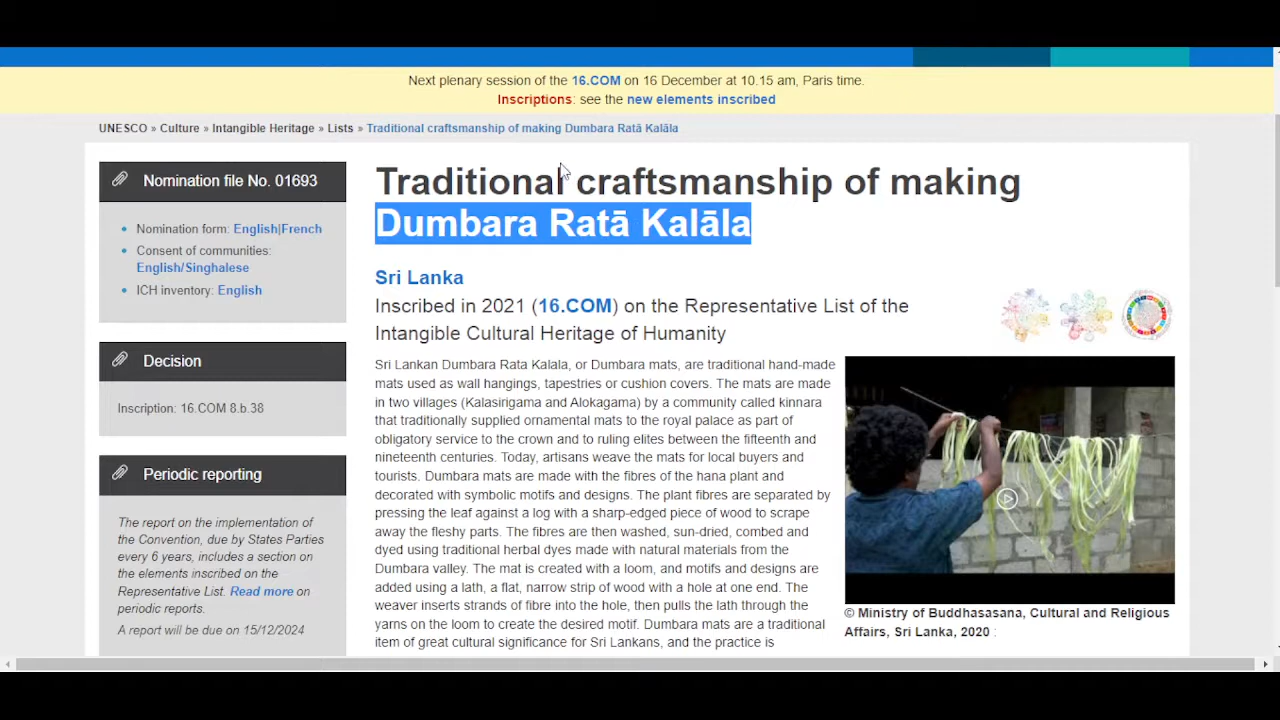 Next plenary session of the 16.COM on 16 December at 10.15 am, Paris time.
Inscriptions: see the new elements inscribed
UNESCO » Culture » Intangible Heritage » Lists » Traditional craftsmanship of making Dumbara Ratā Kalāla
Nomination file No. 01693
Nomination form: English|French
Consent of communities:
English/Singhalese
ICH inventory: English
Decision
Inscription: 16.COM 8.b.38
Periodic reporting
The report on the implementation of
the Convention, due by States Parties
every 6 years, includes a section on
the elements inscribed on the
Representative List. Read more on
periodic reports.
A report will be due on 15/12/2024
Traditional craftsmanship of making
Dumbara Ratā Kalāla
Sri Lanka
Inscribed in 2021 (16.COM) on the Representative List of the
Intangible Cultural Heritage of Humanity
Sri Lankan Dumbara Rata Kalala, or Dumbara mats, are traditional hand-made
mats used as wall hangings, tapestries or cushion covers. The mats are made
in two villages (Kalasirigama and Alokagama) by a community called kinnara
that traditionally supplied ornamental mats to the royal palace as part of
obligatory service to the crown and to ruling elites between the fifteenth and
nineteenth centuries. Today, artisans weave the mats for local buyers and
tourists. Dumbara mats are made with the fibres of the hana plant and
decorated with symbolic motifs and designs. The plant fibres are separated by
pressing the leaf against a log with a sharp-edged piece of wood to scrape
away the fleshy parts. The fibres are then washed, sun-dried, combed and
dyed using traditional herbal dyes made with natural materials from the
Dumbara valley. The mat is created with a loom, and motifs and designs are
added using a lath, a flat, narrow strip of wood with a hole at one end. The
weaver inserts strands of fibre into the hole, then pulls the lath through the
yarns on the loom to create the desired motif. Dumbara mats are a traditional
item of great cultural significance for Sri Lankans, and the practice is
© Ministry of Buddhasasana, Cultural and Religious
Affairs, Sri Lanka, 2020 :